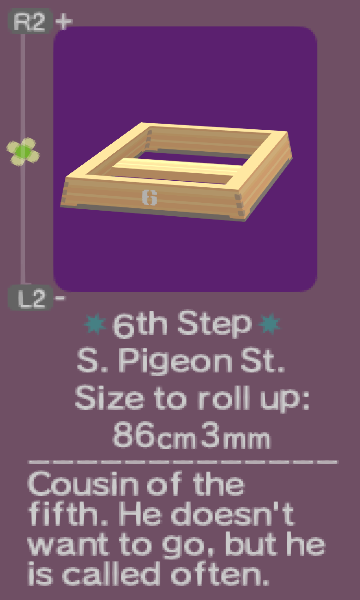 R2 +
6
L2 -
6th Step
S. Pigeon St.
Size to roll up:
86cm3mm
Cousin of the
fifth. He doesn't
want to go, but he
is called often.